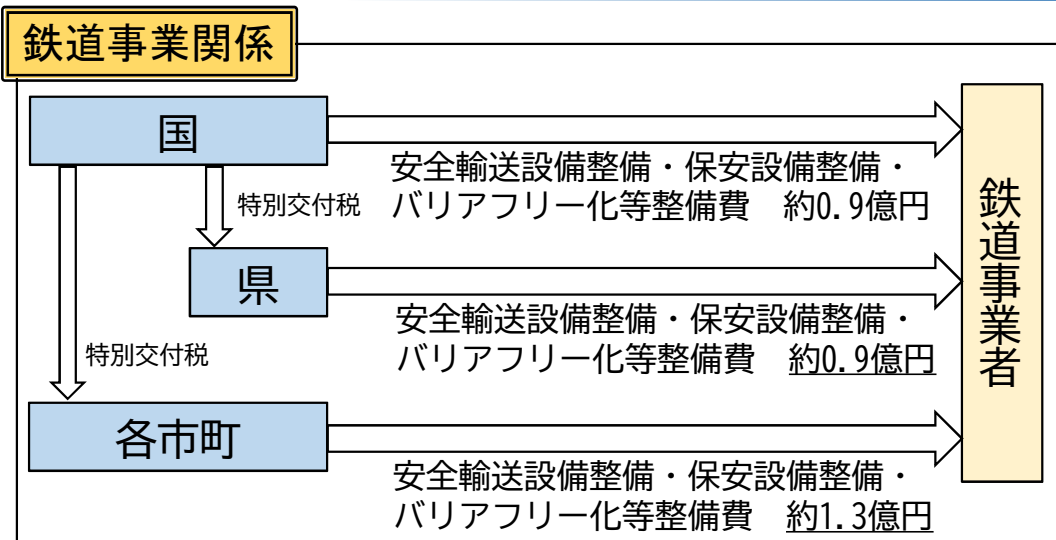 鉄道事業関係
国
安全輸送設備整備・保安設備整備・
バリアフリー化等整備費　約0.9億円
特別交付税
県
安全輸送設備整備・保安設備整備・
バリアフリー化等整備費　約0.9億円
特別交付税
各市町
安全輸送設備整備・保安設備整備・
バリアフリー化等整備費　約1.3億円
鉄道事業者